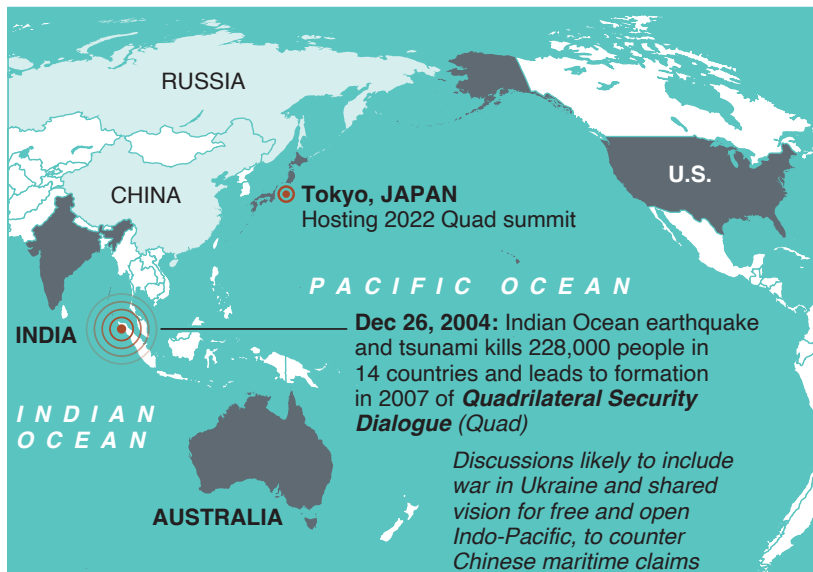 RUSSIA
CHINA
U.S.
Tokyo, JAPAN
Hosting 2022 Quad summit
PACIFIC OCEAN
INDIA
Dec 26, 2004: Indian Ocean earthquake
and tsunami kills 228,000 people in
14 countries and leads to formation
in 2007 of Quadrilateral Security
Dialogue (Quad)
INDIAN
OCEAN
AUSTRALIA
Discussions likely to include
war in Ukraine and shared
vision for free and open
Indo-Pacific, to counter
Chinese maritime claims